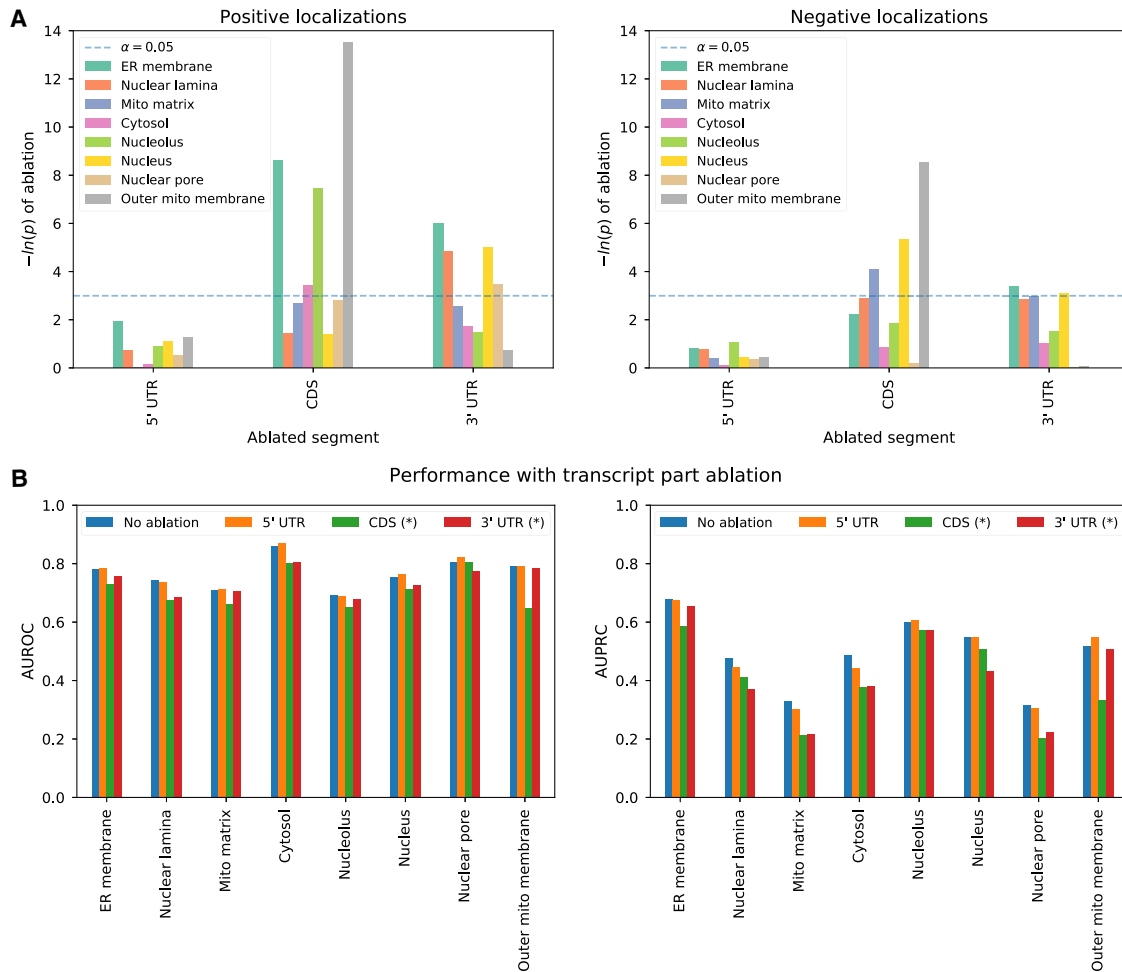 A
Positive localizations
−ln(p) of ablation
14
12
10
8
6
4
2
0
α = 0.05
ER membrane
Nuclear lamina
Mito matrix
Cytosol
Nucleolus
Nucleus
Nuclear pore
Outer mito membrane
5' UTR
CDS
3' UTR
Ablated segment
Negative localizations
−ln(p) of ablation
14
12
10
8
6
4
2
0
α = 0.05
ER membrane
Nuclear lamina
Mito matrix
Cytosol
Nucleolus
Nucleus
Nuclear pore
Outer mito membrane
5' UTR
CDS
3' UTR
Ablated segment
B
Performance with transcript part ablation
AUROC
1.0
0.8
0.6
0.4
0.2
0.0
No ablation 5' UTR CDS (*) 3' UTR (*)
ER membrane
Nuclear lamina
Mito matrix
Cytosol
Nucleolus
Nucleus
Nuclear pore
Outer mito membrane
AUPRC
1.0
0.8
0.6
0.4
0.2
0.0
No ablation 5' UTR CDS (*) 3' UTR (*)
ER membrane
Nuclear lamina
Mito matrix
Cytosol
Nucleolus
Nucleus
Nuclear pore
Outer mito membrane